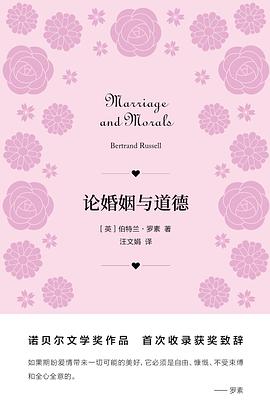 Marriage
and Morals
Bertrand Russell
论婚姻与道德
[ 英 ] 伯特兰·罗素 著
汪文娟 译
诺贝尔文学奖作品 首次收录获奖致辞
如果期盼爱情带来一切可能的美好，它必须是自由、慷慨、不受束缚
和全心全意的。
—— 罗素